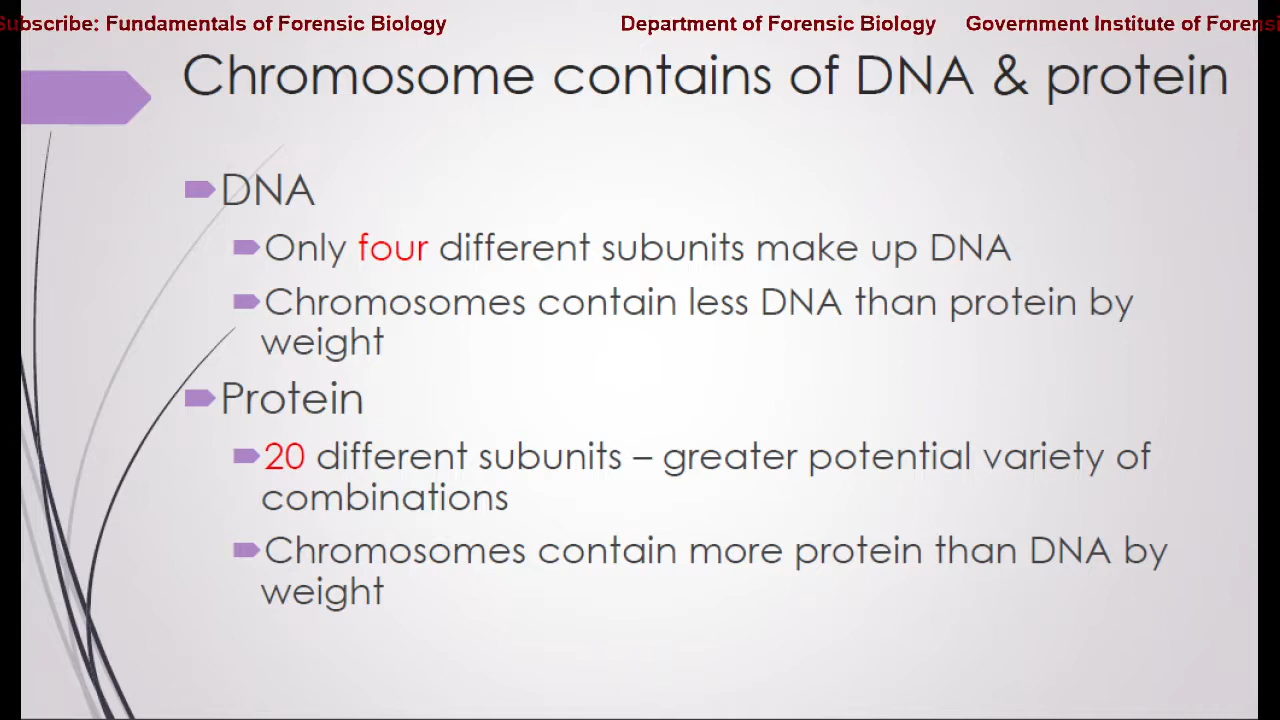 Subscribe: Fundamentals of Forensic Biology Department of Forensic Biology Government Institute of
Chromosome contains of DNA & protein
DNA
Only four different subunits make up DNA
Chromosomes contain less DNA than protein by
weight
Protein
20 different subunits – greater potential variety of
combinations
Chromosomes contain more protein than DNA by
weight